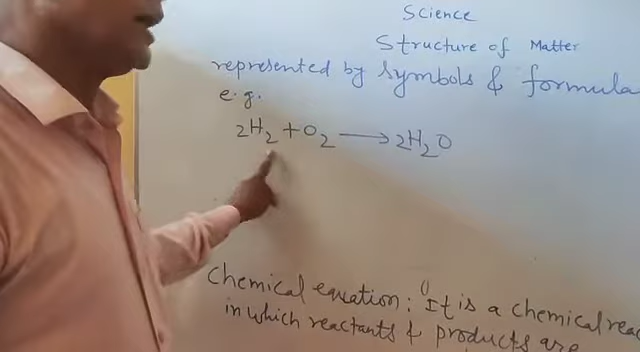 Science
Structure of Matter
represented by symbols & formula
e.g.
2H₂ + O₂ ⟶ 2H₂O
Chemical equation: It is a chemical reac
in which reactants & products are